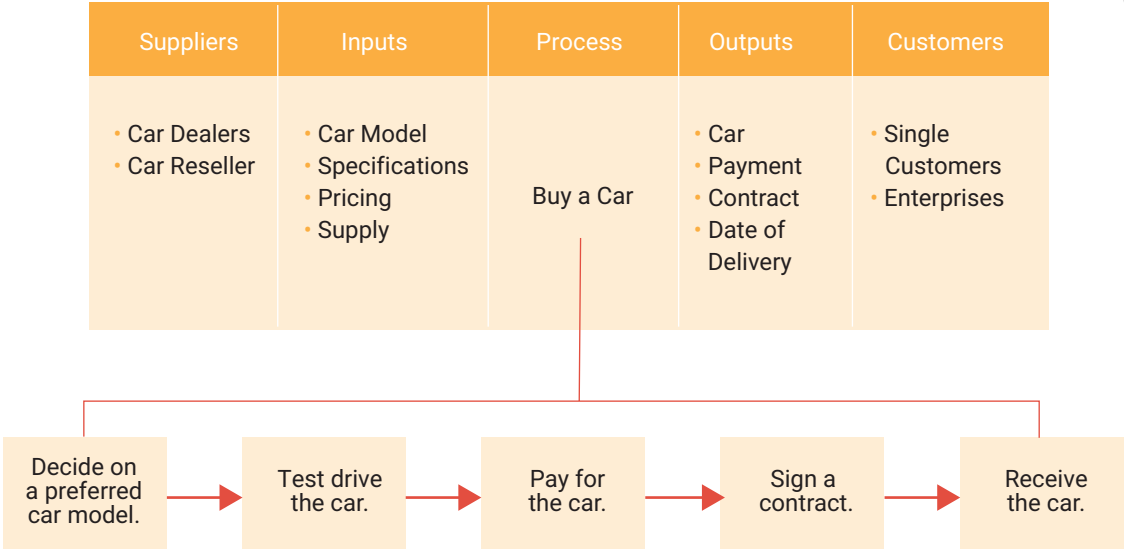 Suppliers
Inputs
Process
Outputs
Customers
• Car Dealers
• Car Reseller
• Car Model
• Specifications
• Pricing
• Supply
Buy a Car
• Car
• Payment
• Contract
• Date of
Delivery
• Single
Customers
• Enterprises
Decide on
a preferred
car model.
Test drive
the car.
Pay for
the car.
Sign a
contract.
Receive
the car.